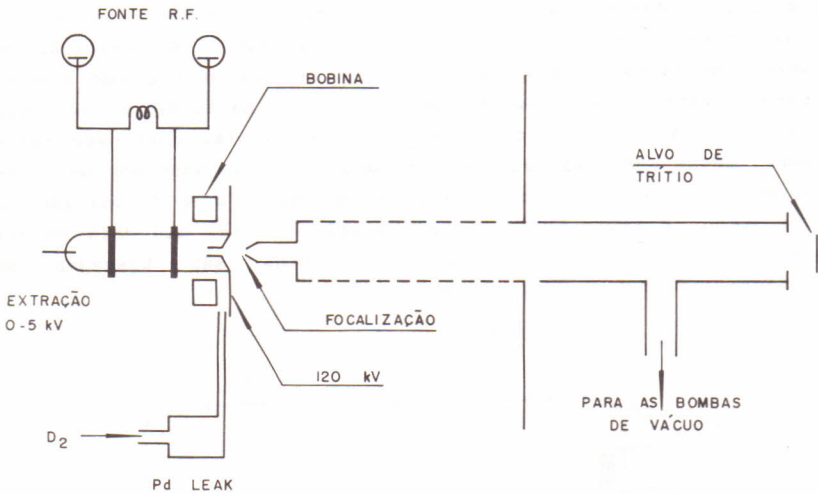 FONTE R.F.
BOBINA
ALVO DE
TRÍTIO
EXTRAÇÃO
0-5 kV
FOCALIZAÇÃO
120 kV
D2
Pd LEAK
PARA AS BOMBAS
DE VÁCUO